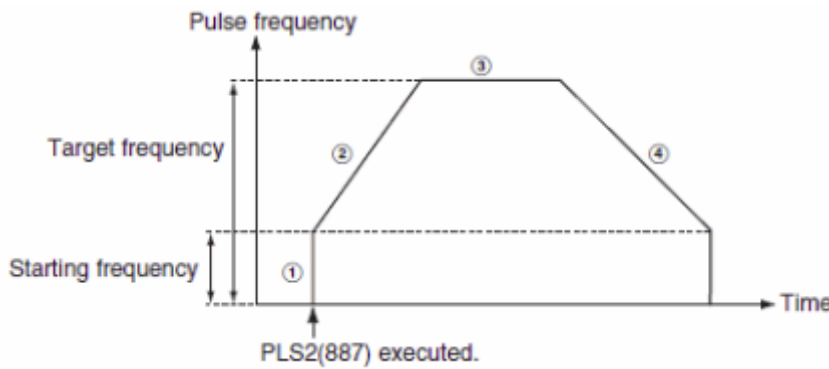 Pulse frequency
③
Target frequency
②
④
Starting frequency
①
Time
PLS2(887) executed.